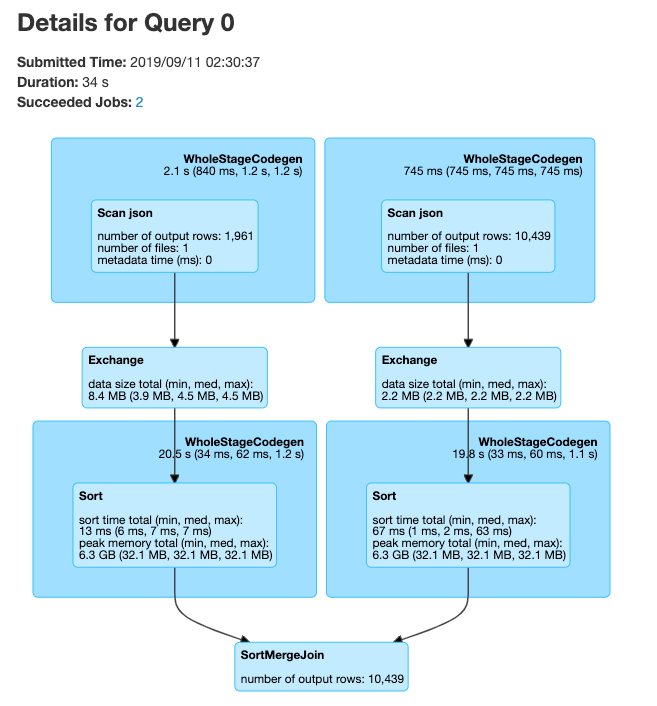 Details for Query 0
Submitted Time: 2019/09/11 02:30:37
Duration: 34 s
Succeeded Jobs: 2
WholeStageCodegen
2.1 s (840 ms, 1.2 s, 1.2 s)
Scan json
number of output rows: 1,961
number of files: 1
metadata time (ms): 0
WholeStageCodegen
745 ms (745 ms, 745 ms, 745 ms)
Scan json
number of output rows: 10,439
number of files: 1
metadata time (ms): 0
Exchange
data size total (min, med, max):
8.4 MB (3.9 MB, 4.5 MB, 4.5 MB)
Exchange
data size total (min, med, max):
2.2 MB (2.2 MB, 2.2 MB, 2.2 MB)
WholeStageCodegen
20.5 s (34 ms, 62 ms, 1.2 s)
Sort
sort time total (min, med, max):
13 ms (6 ms, 7 ms, 7 ms)
peak memory total (min, med, max):
6.3 GB (32.1 MB, 32.1 MB, 32.1 MB)
WholeStageCodegen
19.8 s (33 ms, 60 ms, 1.1 s)
Sort
sort time total (min, med, max):
67 ms (1 ms, 2 ms, 63 ms)
peak memory total (min, med, max):
6.3 GB (32.1 MB, 32.1 MB, 32.1 MB)
SortMergeJoin
number of output rows: 10,439